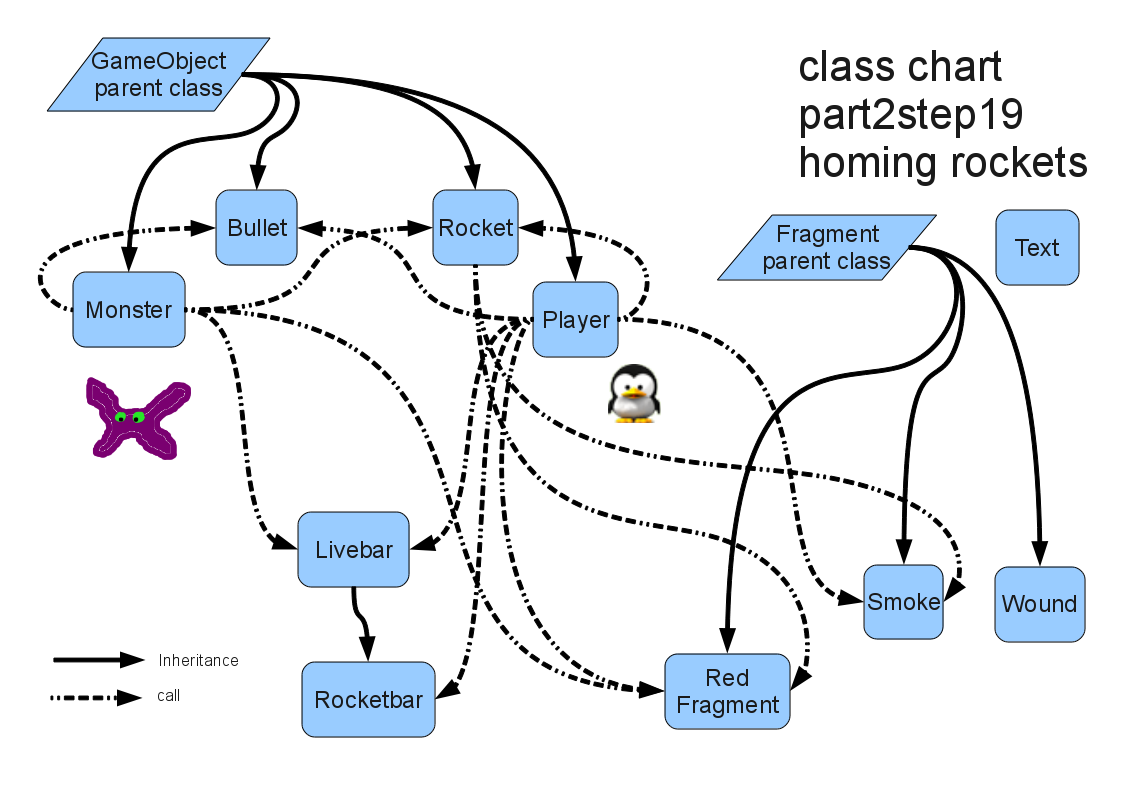 GameObject
parent class
class chart
part2step19
homing rockets
Bullet
Rocket
Fragment
parent class
Text
Monster
Player
Livebar
Smoke
Wound
Inheritance
call
Rocketbar
Red
Fragment